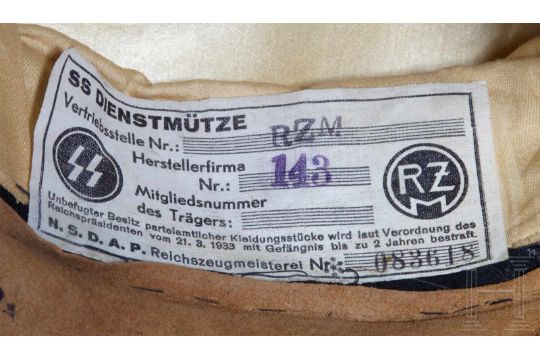 SS DIENSTMÜTZE
Vertriebsstelle Nr.: RZM
Herstellerfirma
Nr.: 143
Mitgliedsnummer
des Trägers:
RZM
Unbefugter Besitz parteiamtlicher Kleidungsstücke wird laut Verordnung des
Reichspräsidenten vom 21. 3. 1933 mit Gefängnis bis zu 2 Jahren bestraft.
N. S. D. A. P. Reichszeugmeisterei Nr. 083618